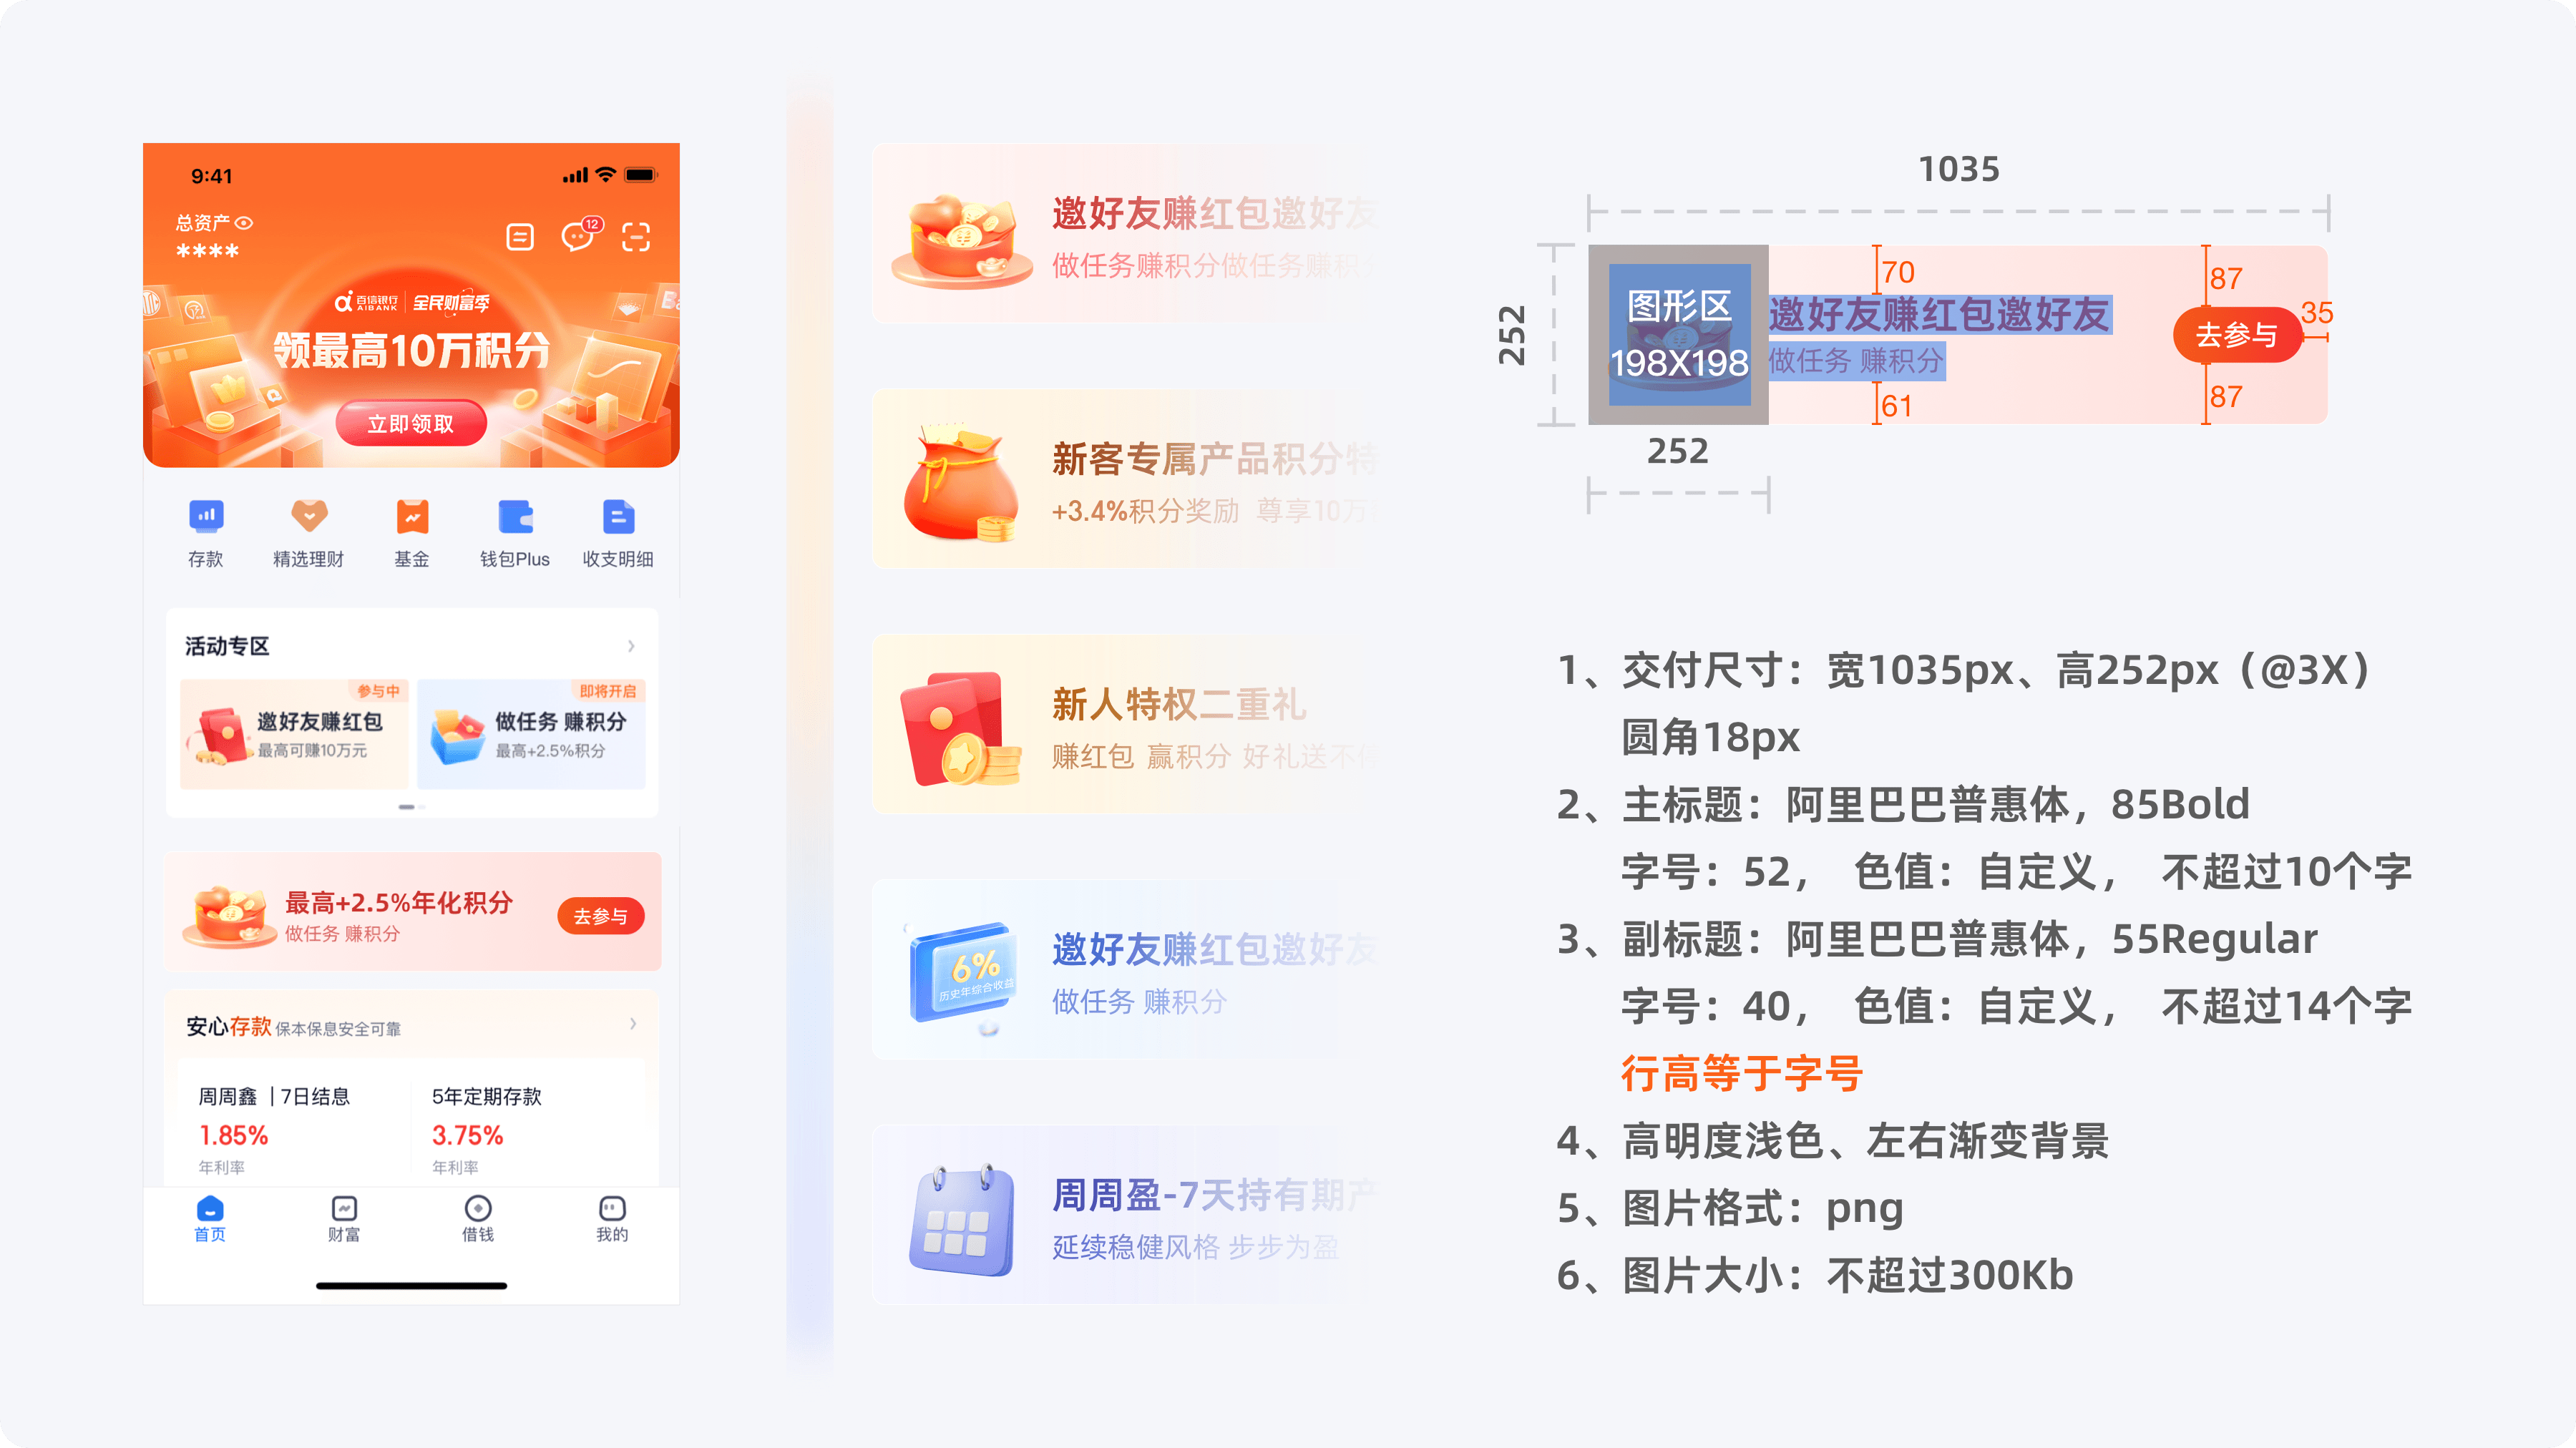 9:41
总资产
****
12
百信银行
AIBANK
全民财富季
领最高10万积分
立即领取
存款
精选理财
基金
钱包Plus
收支明细
活动专区
参与中
邀好友赚红包
最高可赚10万元
即将开启
做任务 赚积分
最高+2.5%积分
最高+2.5%年化积分
做任务 赚积分
去参与
安心存款 保本保息安全可靠
周周鑫 | 7日结息
1.85%
年利率
5年定期存款
3.75%
年利率
首页
财富
借钱
我的
邀好友赚红包邀好友
做任务赚积分做任务赚积
新客专属产品积分特
+3.4%积分奖励 尊享10万
新人特权二重礼
赚红包 赢积分 好礼送不
6%
历史年综合收益
邀好友赚红包邀好友
做任务 赚积分
周周盈-7天持有期产
延续稳健风格 步步为盈
1035
252
图形区
198X198
邀好友赚红包邀好友
做任务 赚积分
去参与
70
61
87
87
35
252
1、交付尺寸：宽1035px、高252px（@3X）
圆角18px
2、主标题：阿里巴巴普惠体，85Bold
字号：52， 色值：自定义， 不超过10个字
3、副标题：阿里巴巴普惠体，55Regular
字号：40， 色值：自定义， 不超过14个字
行高等于字号
4、高明度浅色、左右渐变背景
5、图片格式：png
6、图片大小：不超过300Kb